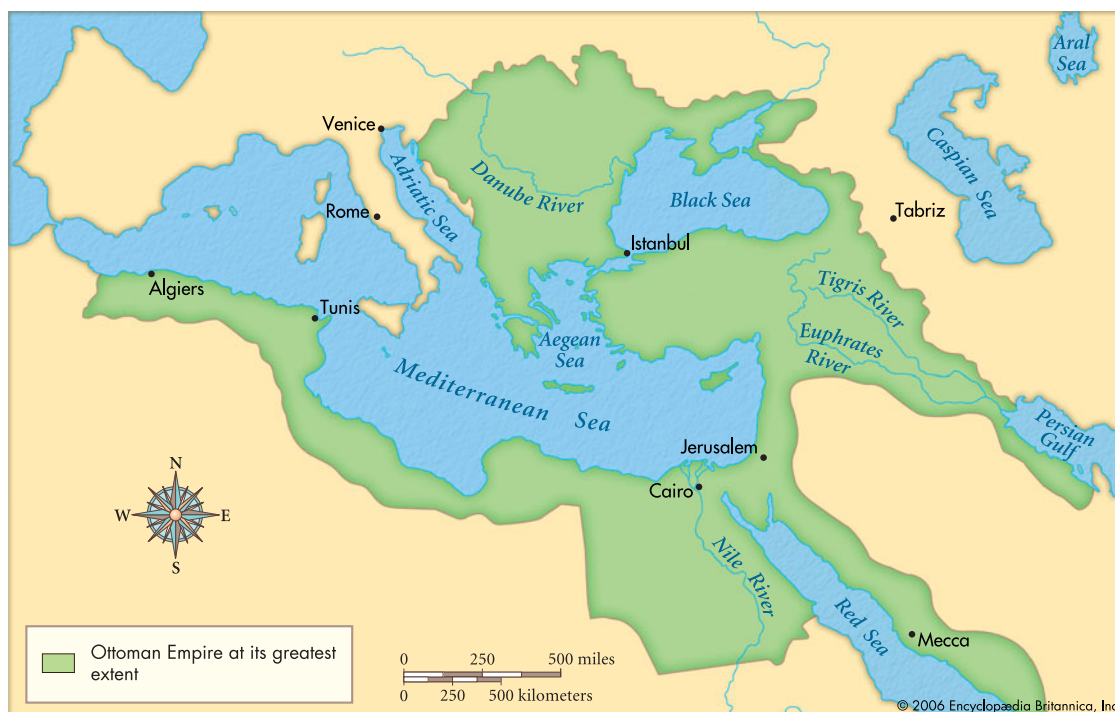 Aral
Sea
Caspian Sea
Venice
Adriatic Sea
Danube River
Black Sea
Rome
Tabriz
Istanbul
Algiers
Tunis
Tigris River
Euphrates
River
Aegean
Sea
Mediterranean Sea
Persian
Gulf
Jerusalem
Cairo
N
W E
S
Nile River
Red Sea
Mecca
Ottoman Empire at its greatest
extent
0 250 500 miles
0 250 500 kilometers
© 2006 Encyclopædia Britannica, Inc